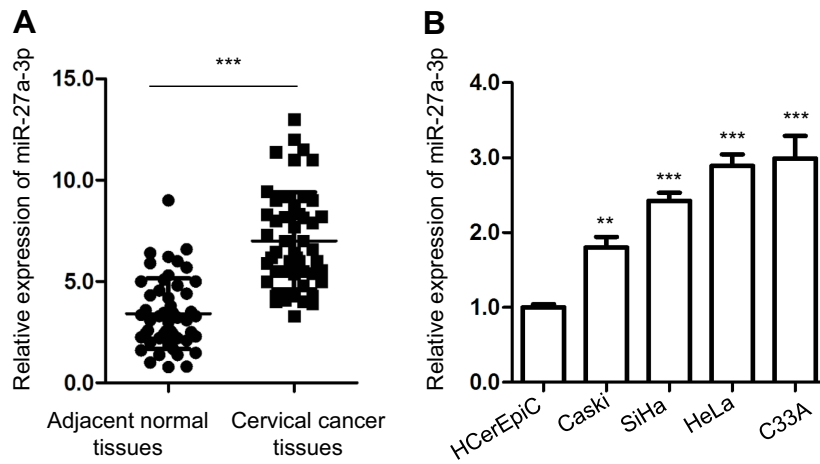 A
Relative expression of miR-27a-3p
15.0
10.0
5.0
0.0
***
Adjacent normal
tissues
Cervical cancer
tissues
B
Relative expression of miR-27a-3p
4.0
3.0
2.0
1.0
0.0
**
***
***
***
HCerEpiC
Caski
SiHa
HeLa
C33A